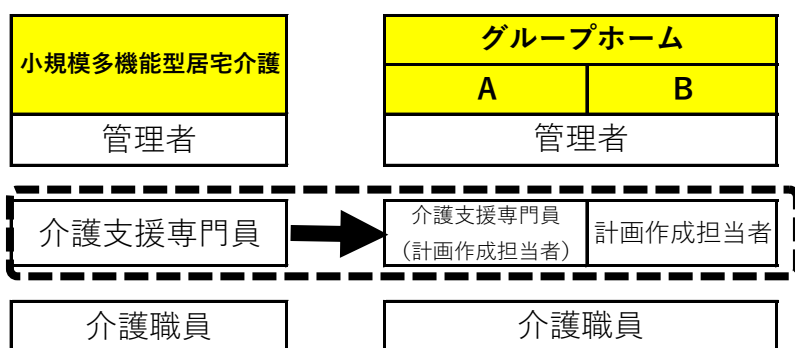 小規模多機能型居宅介護
グループホーム
A
B
管理者
管理者
介護支援専門員
介護支援専門員
(計画作成担当者)
計画作成担当者
介護職員
介護職員